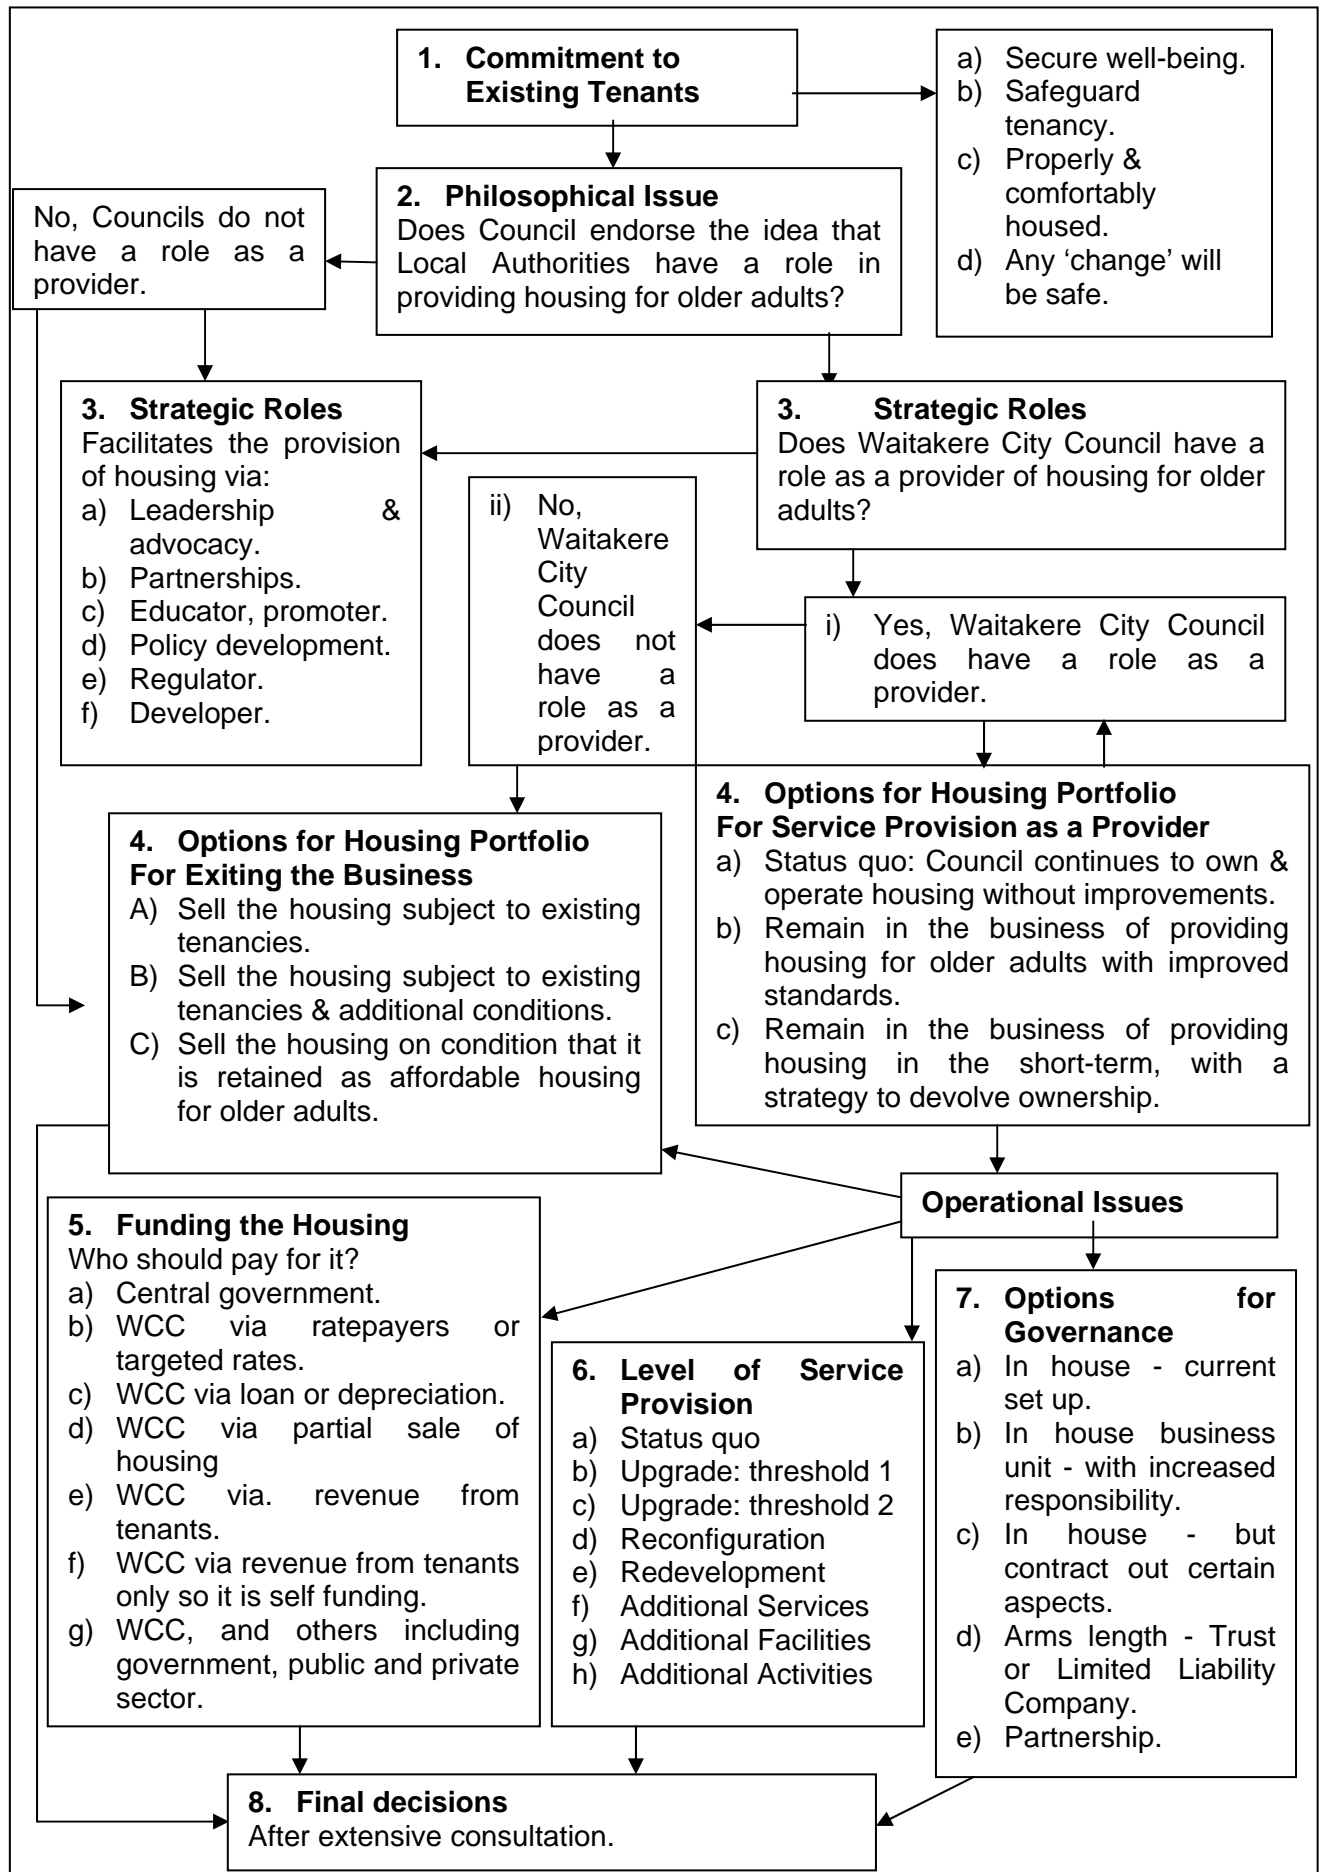 1. Commitment to
Existing Tenants
a) Secure well-being.
b) Safeguard
tenancy.
c) Properly &
comfortably
housed.
d) Any ‘change’ will
be safe.
2. Philosophical Issue
Does Council endorse the idea that
Local Authorities have a role in
providing housing for older adults?
No, Councils do not
have a role as a
provider.
3. Strategic Roles
Facilitates the provision
of housing via:
a) Leadership &
advocacy.
b) Partnerships.
c) Educator, promoter.
d) Policy development.
e) Regulator.
f) Developer.
3. Strategic Roles
Does Waitakere City Council have a
role as a provider of housing for older
adults?
ii) No,
Waitakere
City
Council
does not
have a
role as a
provider.
i) Yes, Waitakere City Council
does have a role as a
provider.
4. Options for Housing Portfolio
For Exiting the Business
A) Sell the housing subject to existing
tenancies.
B) Sell the housing subject to existing
tenancies & additional conditions.
C) Sell the housing on condition that it
is retained as affordable housing
for older adults.
4. Options for Housing Portfolio
For Service Provision as a Provider
a) Status quo: Council continues to own &
operate housing without improvements.
b) Remain in the business of providing
housing for older adults with improved
standards.
c) Remain in the business of providing
housing in the short-term, with a
strategy to devolve ownership.
Operational Issues
5. Funding the Housing
Who should pay for it?
a) Central government.
b) WCC via ratepayers or
targeted rates.
c) WCC via loan or depreciation.
d) WCC via partial sale of
housing
e) WCC via. revenue from
tenants.
f) WCC via revenue from tenants
only so it is self funding.
g) WCC, and others including
government, public and private
sector.
6. Level of Service
Provision
a) Status quo
b) Upgrade: threshold 1
c) Upgrade: threshold 2
d) Reconfiguration
e) Redevelopment
f) Additional Services
g) Additional Facilities
h) Additional Activities
7. Options for
Governance
a) In house - current
set up.
b) In house business
unit - with increased
responsibility.
c) In house - but
contract out certain
aspects.
d) Arms length - Trust
or Limited Liability
Company.
e) Partnership.
8. Final decisions
After extensive consultation.